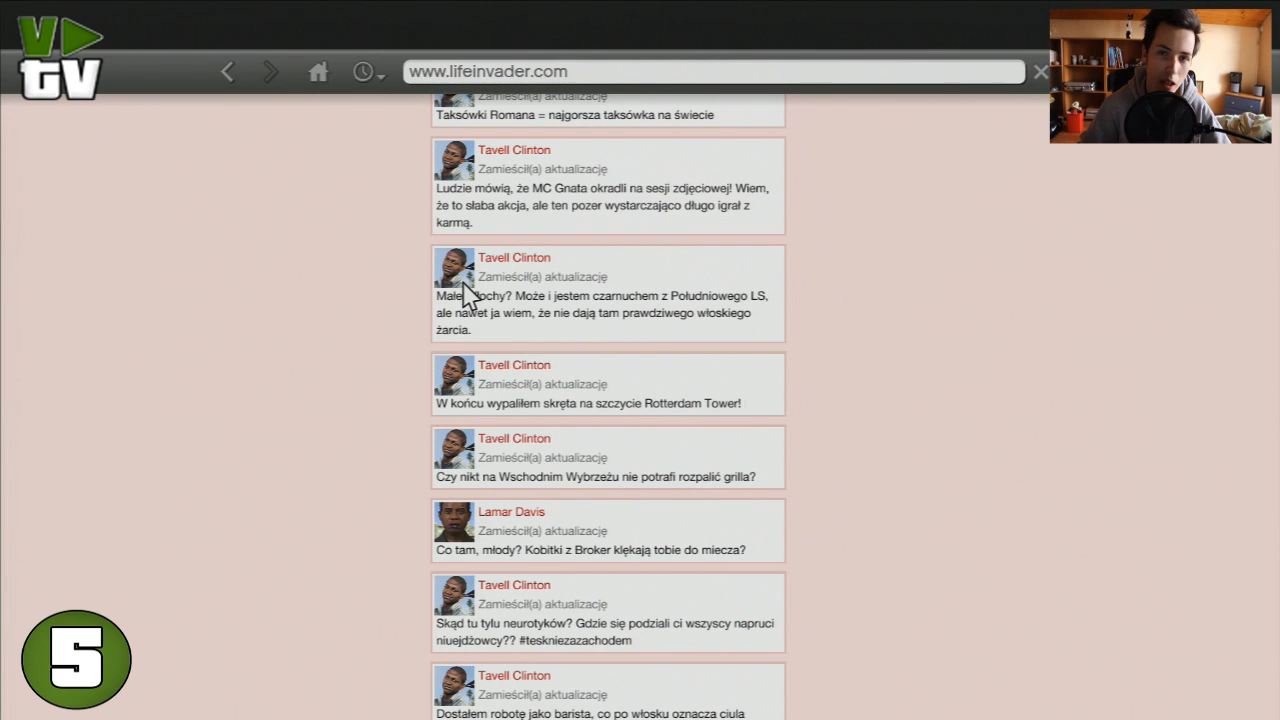 V
TV
www.lifeinvader.com
Zamieścił(a) aktualizację
Taksówki Romana = najgorsza taksówka na świecie
Tavell Clinton
Zamieścił(a) aktualizację
Ludzie mówią, że MC Gnata okradli na sesji zdjęciowej! Wiem,
że to słaba akcja, ale ten pozer wystarczająco długo igrał z
karmą.
Tavell Clinton
Zamieścił(a) aktualizację
Małe Włochy? Może i jestem czarnuchem z Południowego LS,
ale nawet ja wiem, że nie dają tam prawdziwego włoskiego
żarcia.
Tavell Clinton
Zamieścił(a) aktualizację
W końcu wypaliłem skręta na szczycie Rotterdam Tower!
Tavell Clinton
Zamieścił(a) aktualizację
Czy nikt na Wschodnim Wybrzeżu nie potrafi rozpalić grilla?
Lamar Davis
Zamieścił(a) aktualizację
Co tam, młody? Kobitki z Broker klękają tobie do miecza?
Tavell Clinton
Zamieścił(a) aktualizację
Skąd tu tylu neurotyków? Gdzie się podziali ci wszyscy napruci
niuejdżowcy?? #teskniezazachodem
Tavell Clinton
Zamieścił(a) aktualizację
Dostałem robotę jako barista, co po włosku oznacza ciula
5